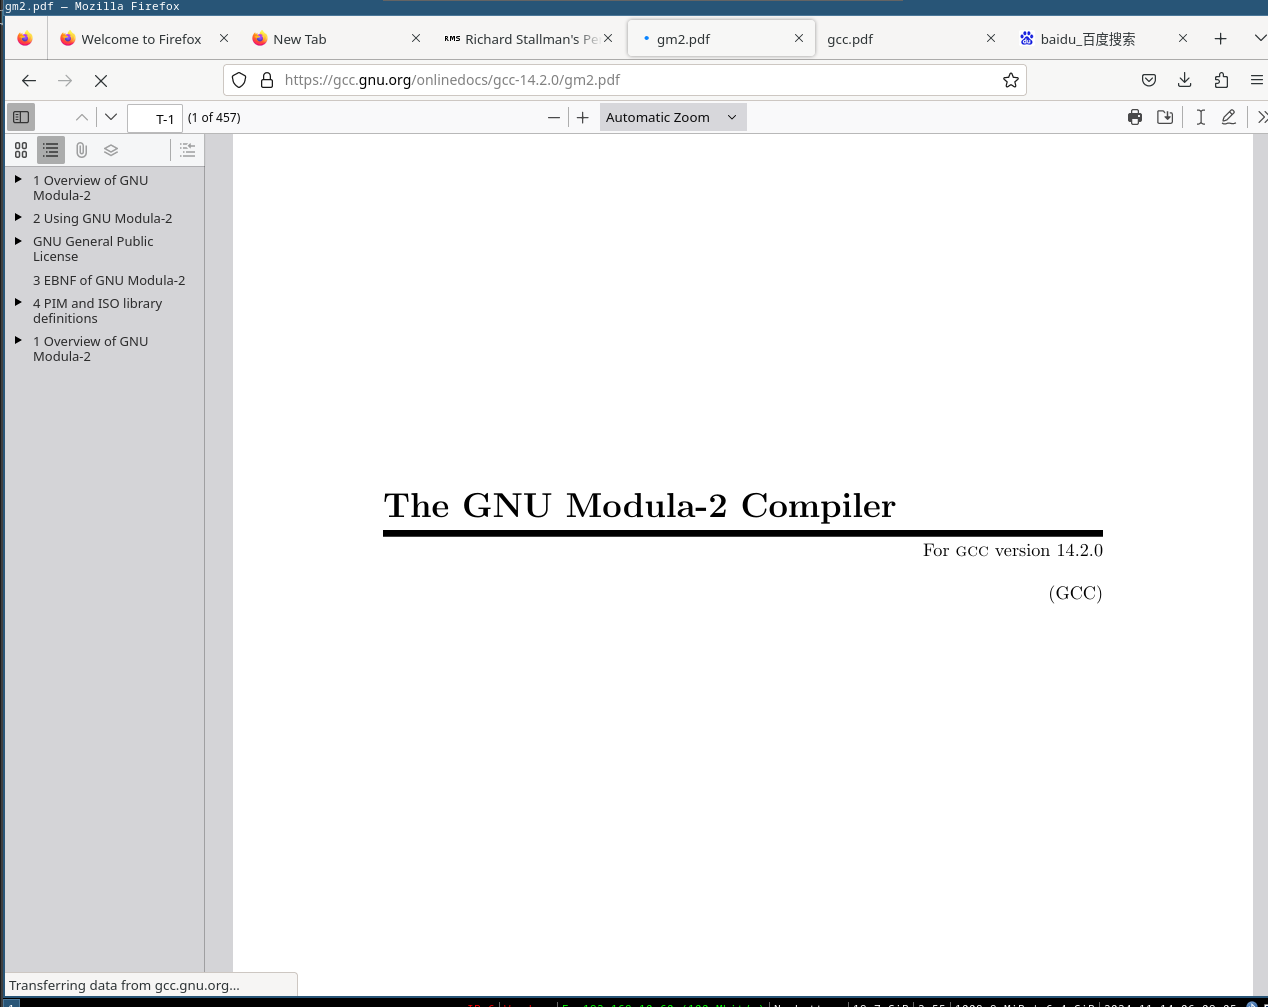 gm2.pdf — Mozilla Firefox
Welcome to Firefox
New Tab
RMS Richard Stallman's Pe
gm2.pdf
gcc.pdf
baidu_百度搜索
https://gcc.gnu.org/onlinedocs/gcc-14.2.0/gm2.pdf
T-1 (1 of 457)
Automatic Zoom
1 Overview of GNU
Modula-2
2 Using GNU Modula-2
GNU General Public
License
3 EBNF of GNU Modula-2
4 PIM and ISO library
definitions
1 Overview of GNU
Modula-2
The GNU Modula-2 Compiler
For GCC version 14.2.0
(GCC)
Transferring data from gcc.gnu.org...